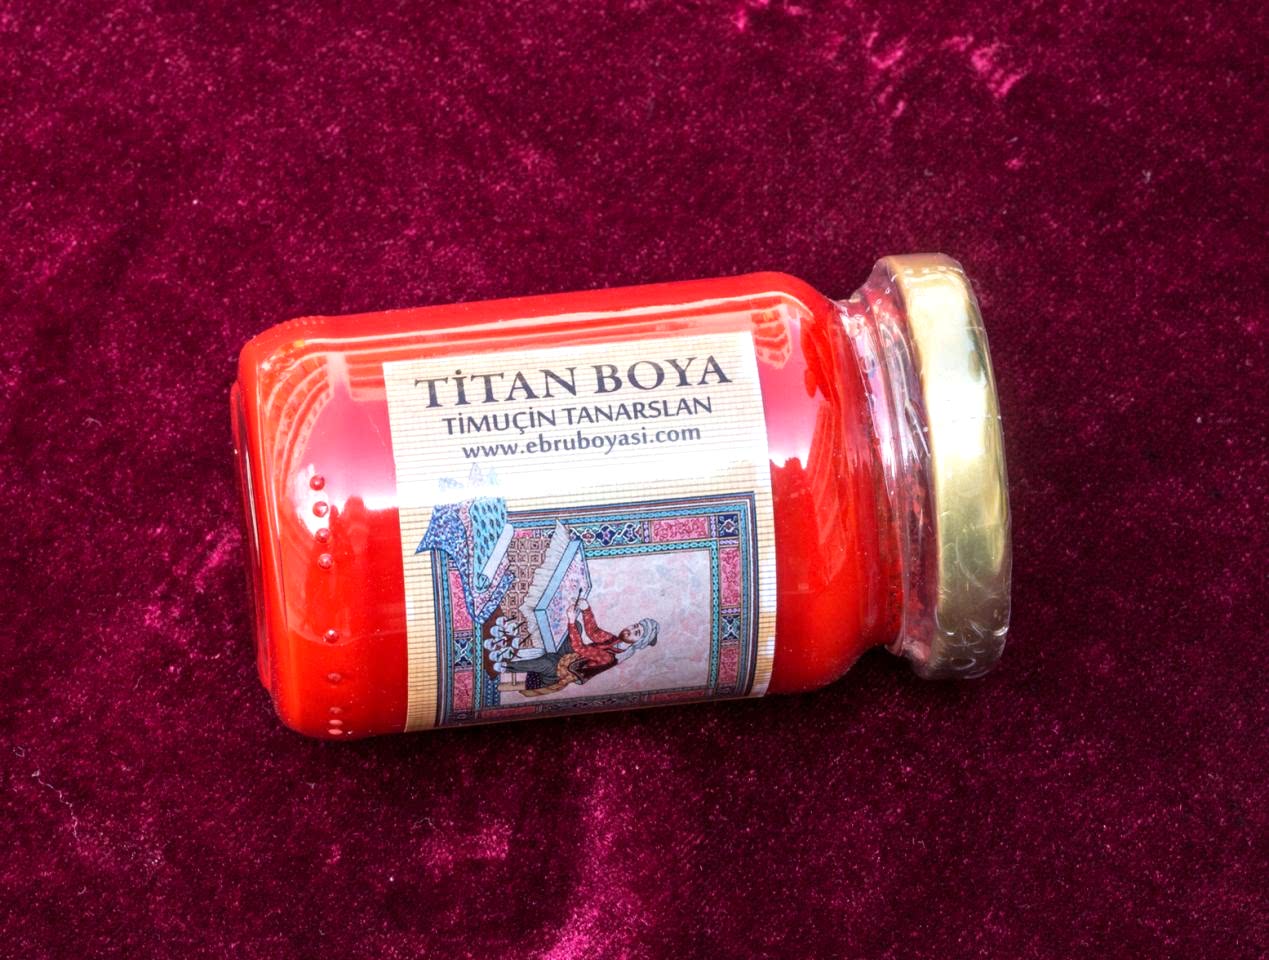 TİTAN BOYA
TİMUÇİN TANARSLAN
www.ebruboyasi.com